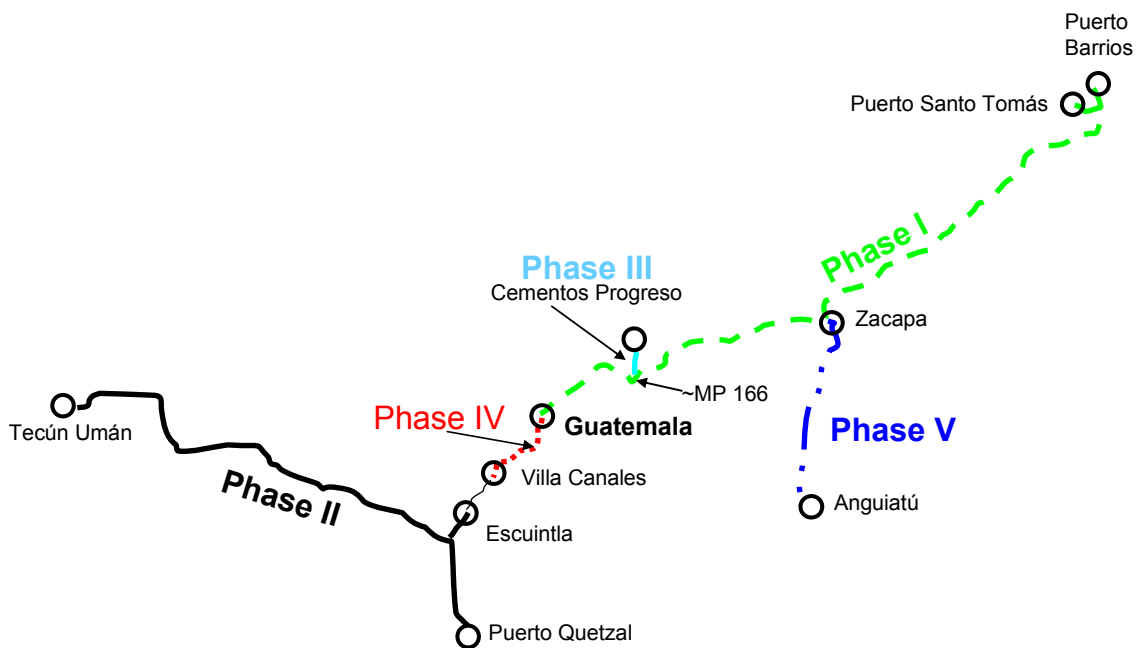 Puerto
Barrios
Puerto Santo Tomás
Phase I
Phase III
Cementos Progreso
Zacapa
~MP 166
Tecún Umán
Phase IV
Guatemala
Phase V
Villa Canales
Phase II
Anguiatú
Escuintla
Puerto Quetzal